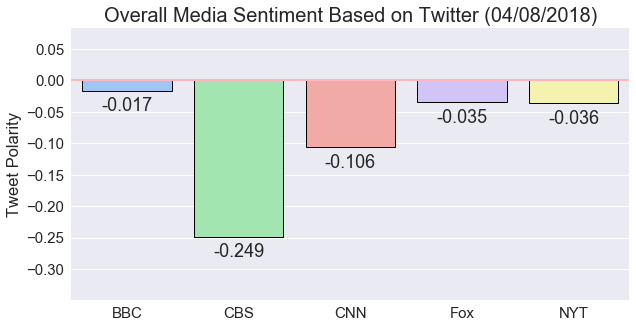 Overall Media Sentiment Based on Twitter (04/08/2018)
Tweet Polarity
0.05
0.00
−0.05
−0.10
−0.15
−0.20
−0.25
−0.30
-0.017
-0.249
-0.106
-0.035
-0.036
BBC
CBS
CNN
Fox
NYT